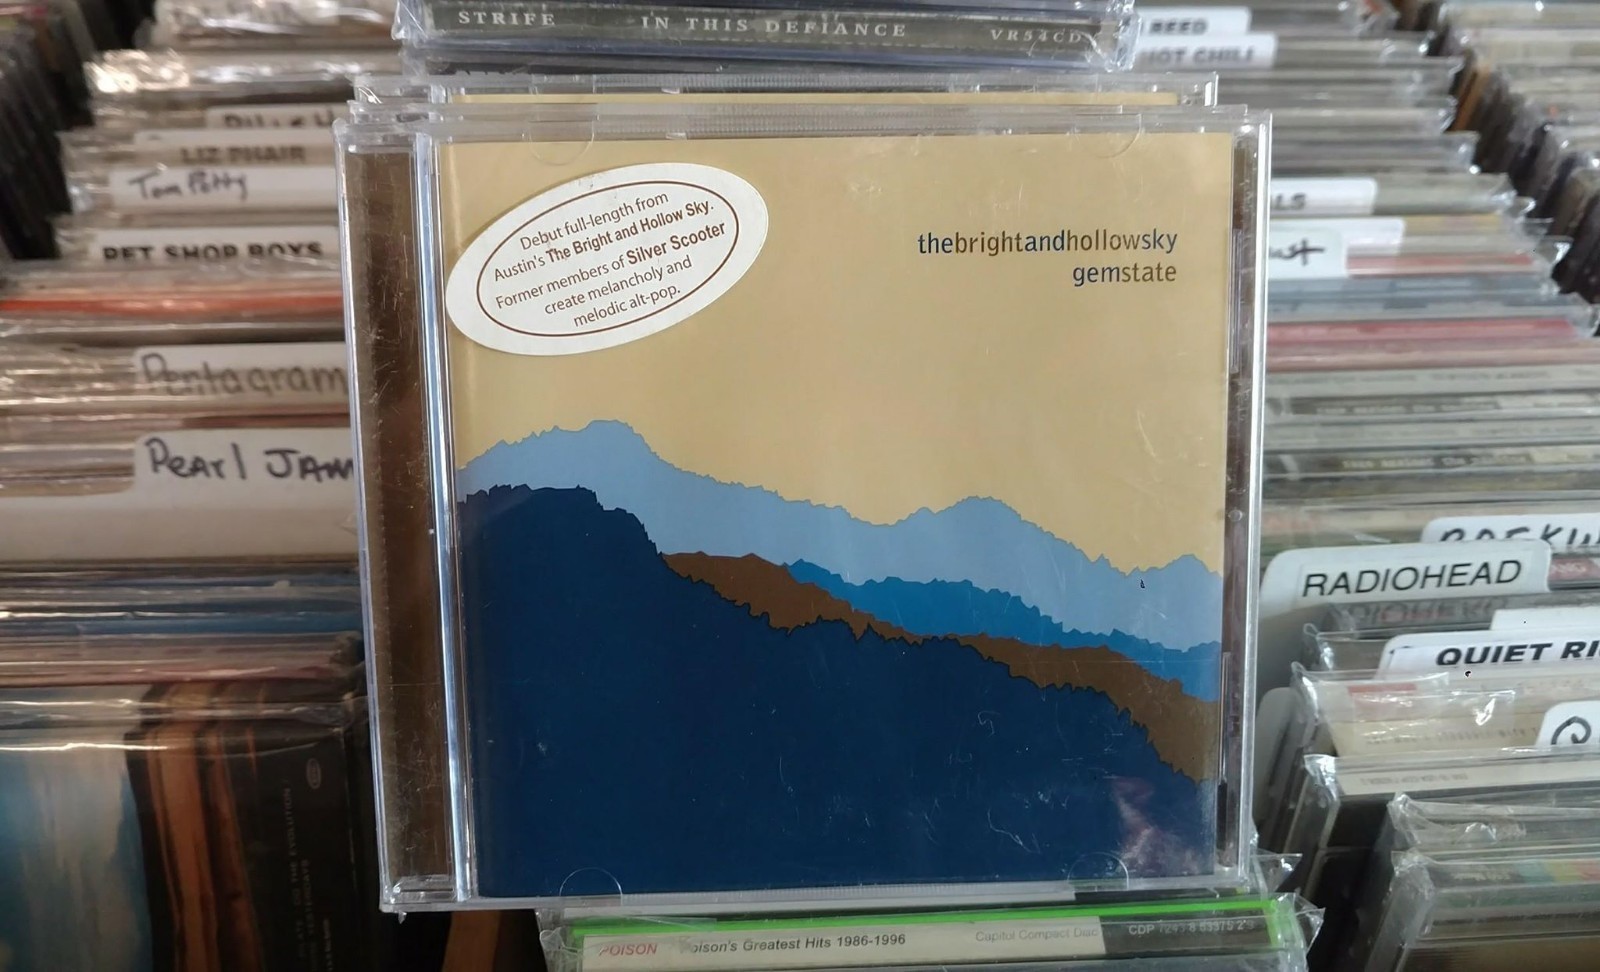 STRIFE IN THIS DEFIANCE VR54CD
REED
HOT CHILI
LIZ PHAIR
Tom Petty
PET SHOP BOYS
Pentagram
Pearl JAM
Debut full-length from
Austin's The Bright and Hollow Sky.
Former members of Silver Scooter
create melancholy and
melodic alt-pop.
thebrightandhollowsky
gemstate
RADIOHEAD
QUIET RI
POISON oison's Greatest Hits 1986-1996 Capitol Compact Disc